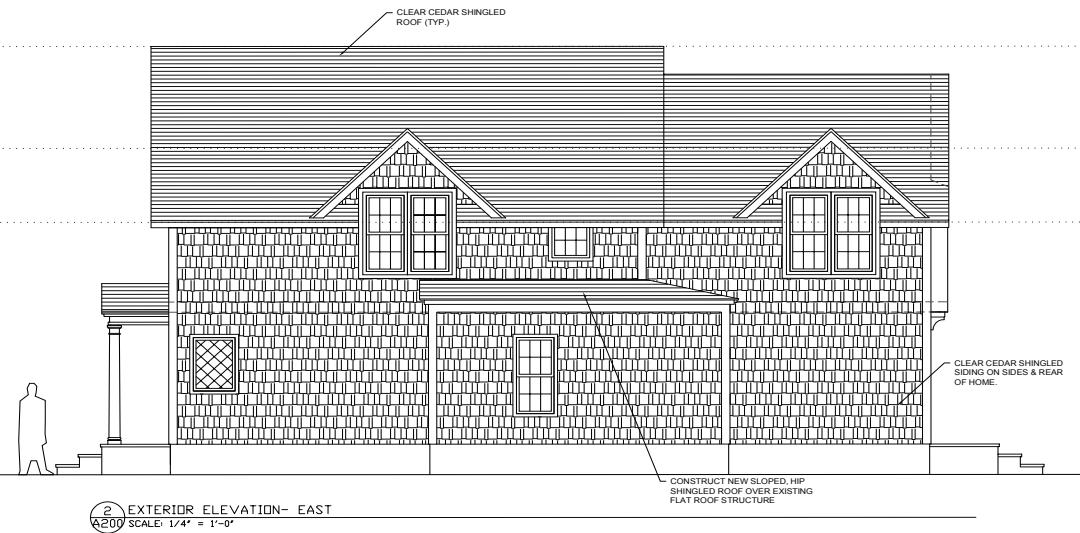 CLEAR CEDAR SHINGLED
ROOF (TYP.)
CLEAR CEDAR SHINGLED
SIDING ON SIDES & REAR
OF HOME.
CONSTRUCT NEW SLOPED, HIP
SHINGLED ROOF OVER EXISTING
FLAT ROOF STRUCTURE
2
A200
EXTERIOR ELEVATION- EAST
SCALE: 1/4" = 1'-0"